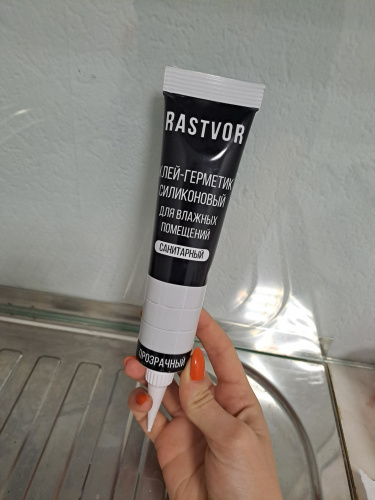 RASTVOR
КЛЕЙ-ГЕРМЕТИК
СИЛИКОНОВЫЙ
ДЛЯ ВЛАЖНЫХ
ПОМЕЩЕНИЙ
САНИТАРНЫЙ
ПРОЗРАЧНЫЙ